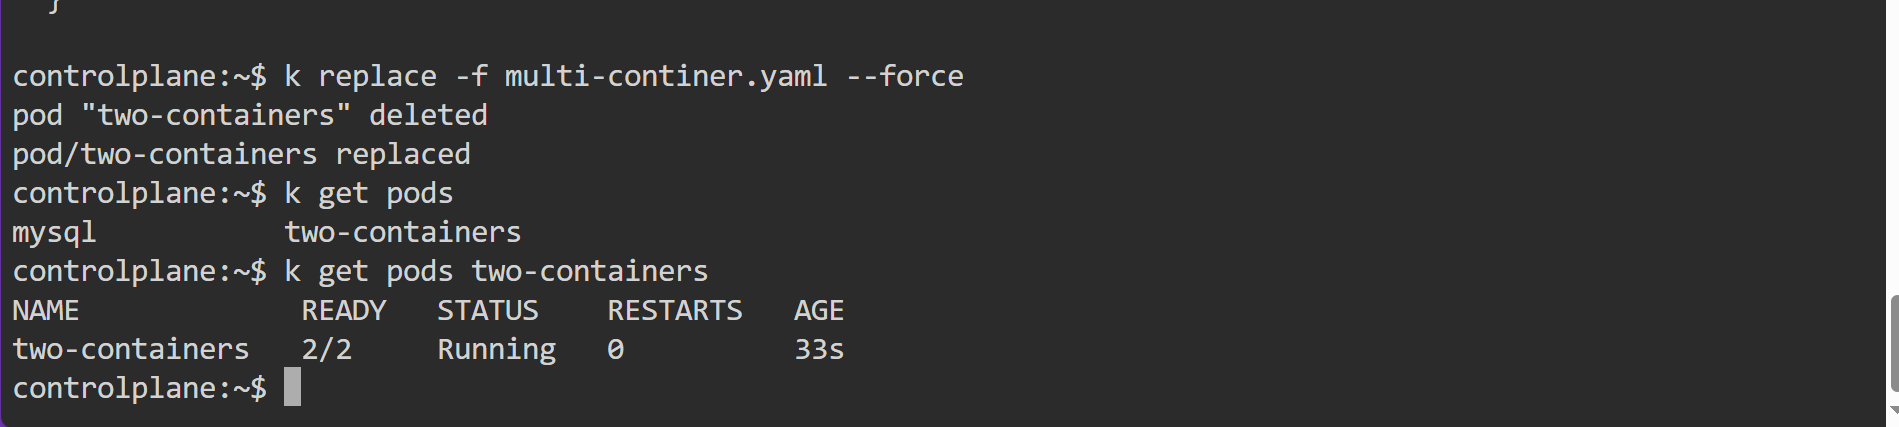 }
controlplane:~$ k replace -f multi-continer.yaml --force
pod "two-containers" deleted
pod/two-containers replaced
controlplane:~$ k get pods
mysql           two-containers
controlplane:~$ k get pods two-containers
NAME             READY   STATUS    RESTARTS   AGE
two-containers   2/2     Running   0          33s
controlplane:~$